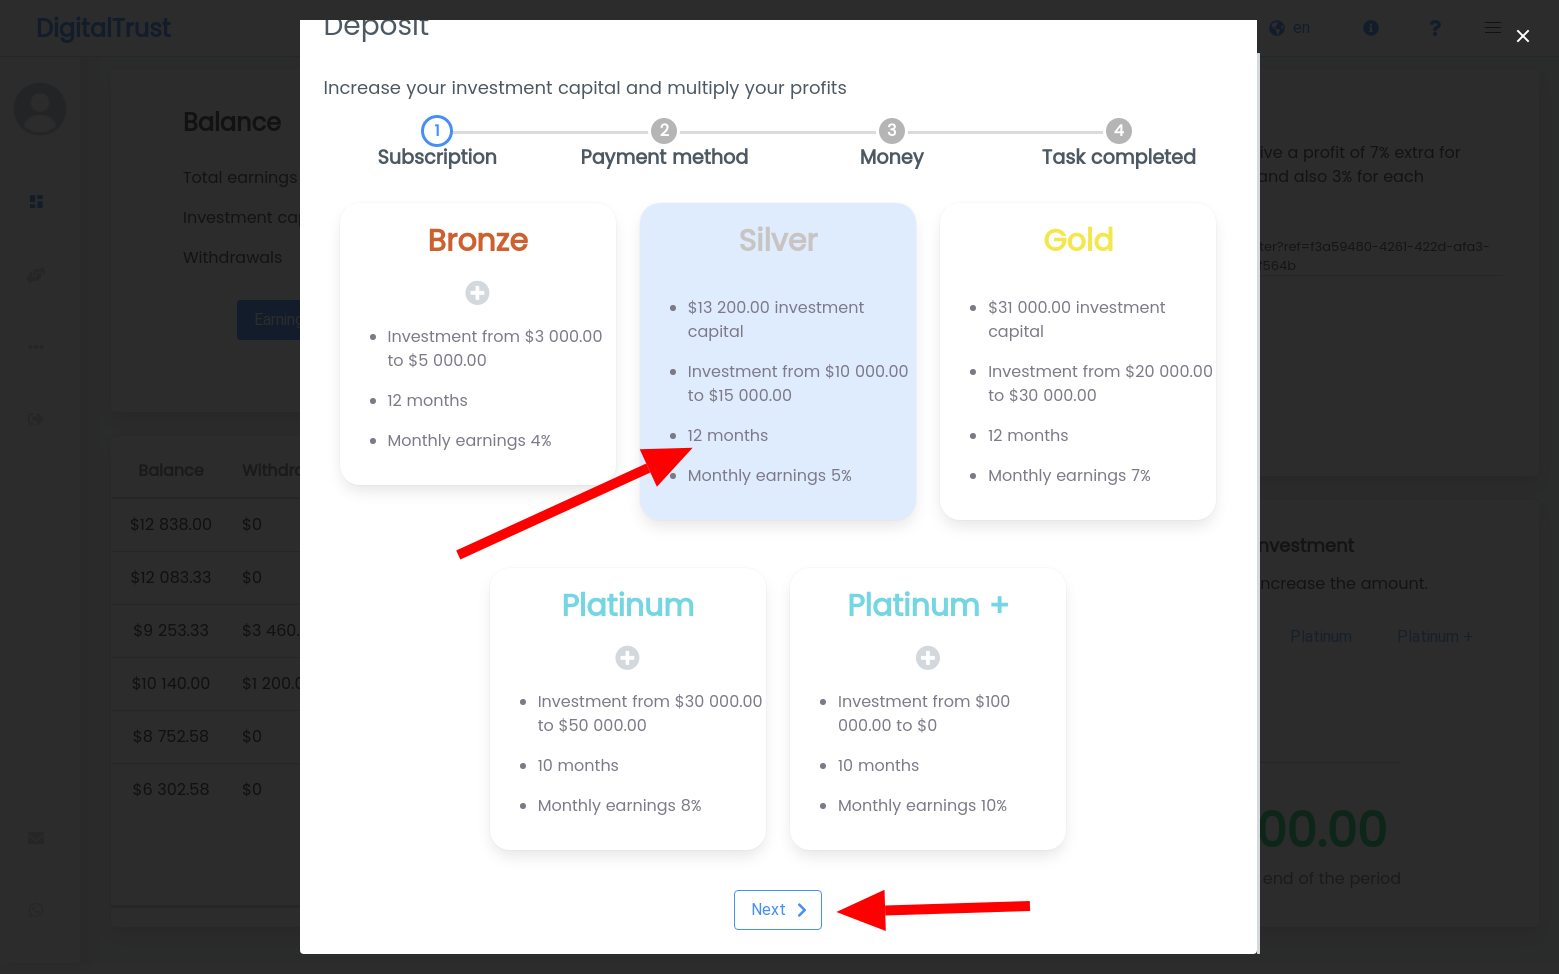 DigitalTrust
en
Deposit
Increase your investment capital and multiply your profits
1
2
3
4
Subscription
Payment method
Money
Task completed
Bronze
Investment from $3 000.00
to $5 000.00
12 months
Monthly earnings 4%
Silver
$13 200.00 investment
capital
Investment from $10 000.00
to $15 000.00
12 months
Monthly earnings 5%
Gold
$31 000.00 investment
capital
Investment from $20 000.00
to $30 000.00
12 months
Monthly earnings 7%
Platinum
Investment from $30 000.00
to $50 000.00
10 months
Monthly earnings 8%
Platinum +
Investment from $100
000.00 to $0
10 months
Monthly earnings 10%
Next
Balance
Total earnings
Investment
Withdrawals
Balance
$12 838.00 $0
$12 083.33 $0
$9 253.33 $3 460.
$10 140.00 $1 200.0
$8 752.58 $0
$6 302.58 $0
a profit of 7% extra for
and also 3% for each
ter?ref=f3a59480-4261-422d-afa3-
f564b
nvestment
ncrease the amount.
Platinum Platinum +
00.00
end of the period